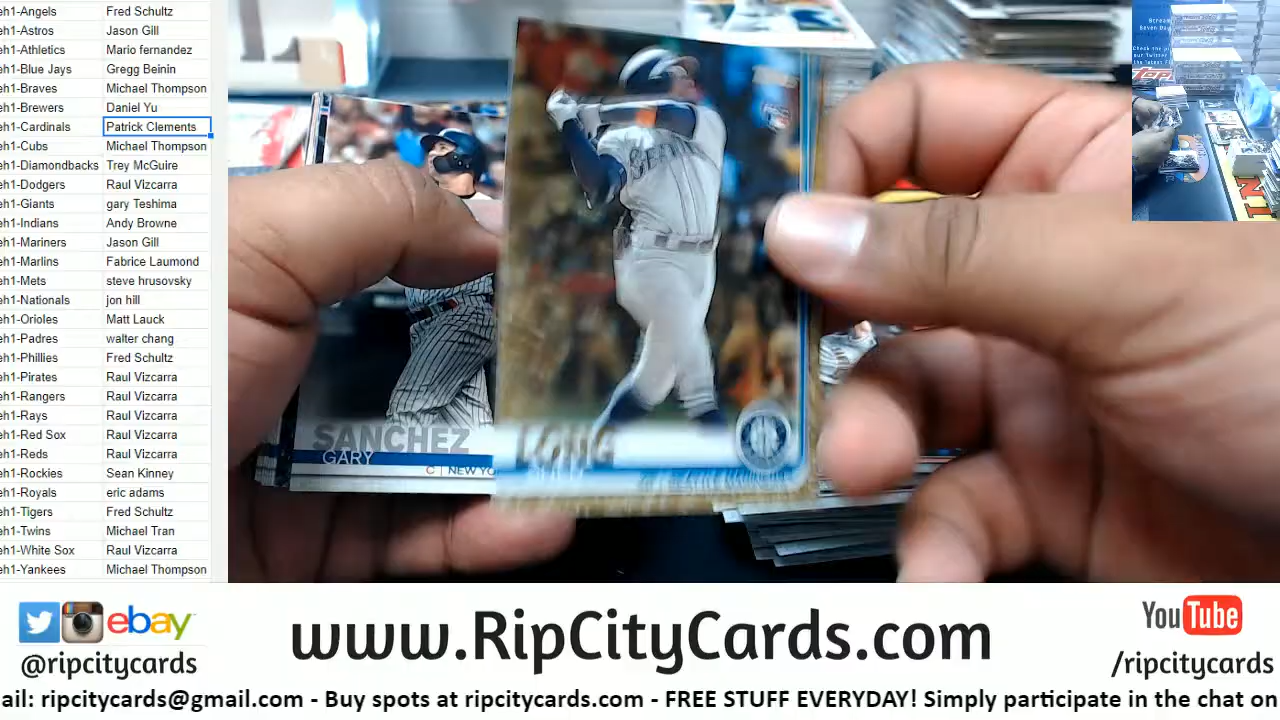 eh1-Angels Fred Schultz
eh1-Astros Jason Gill
eh1-Athletics Mario fernandez
eh1-Blue Jays Gregg Beinin
eh1-Braves Michael Thompson
eh1-Brewers Daniel Yu
eh1-Cardinals Patrick Clements
eh1-Cubs Michael Thompson
eh1-Diamondbacks Trey McGuire
eh1-Dodgers Raul Vizcarra
eh1-Giants gary Teshima
eh1-Indians Andy Browne
eh1-Mariners Jason Gill
eh1-Marlins Fabrice Laumond
eh1-Mets steve hrusovsky
eh1-Nationals jon hill
eh1-Orioles Matt Lauck
eh1-Padres walter chang
eh1-Phillies Fred Schultz
eh1-Pirates Raul Vizcarra
eh1-Rangers Raul Vizcarra
eh1-Rays Raul Vizcarra
eh1-Red Sox Raul Vizcarra
eh1-Reds Raul Vizcarra
eh1-Rockies Sean Kinney
eh1-Royals eric adams
eh1-Tigers Fred Schultz
eh1-Twins Michael Tran
eh1-White Sox Raul Vizcarra
eh1-Yankees Michael Thompson
SANCHEZ
GARY
C | NEW YO
LONG
Topps
ebay
@ripcitycards
www.RipCityCards.com
YouTube
/ripcitycards
ail: ripcitycards@gmail.com - Buy spots at ripcitycards.com - FREE STUFF EVERYDAY! Simply participate in the chat on